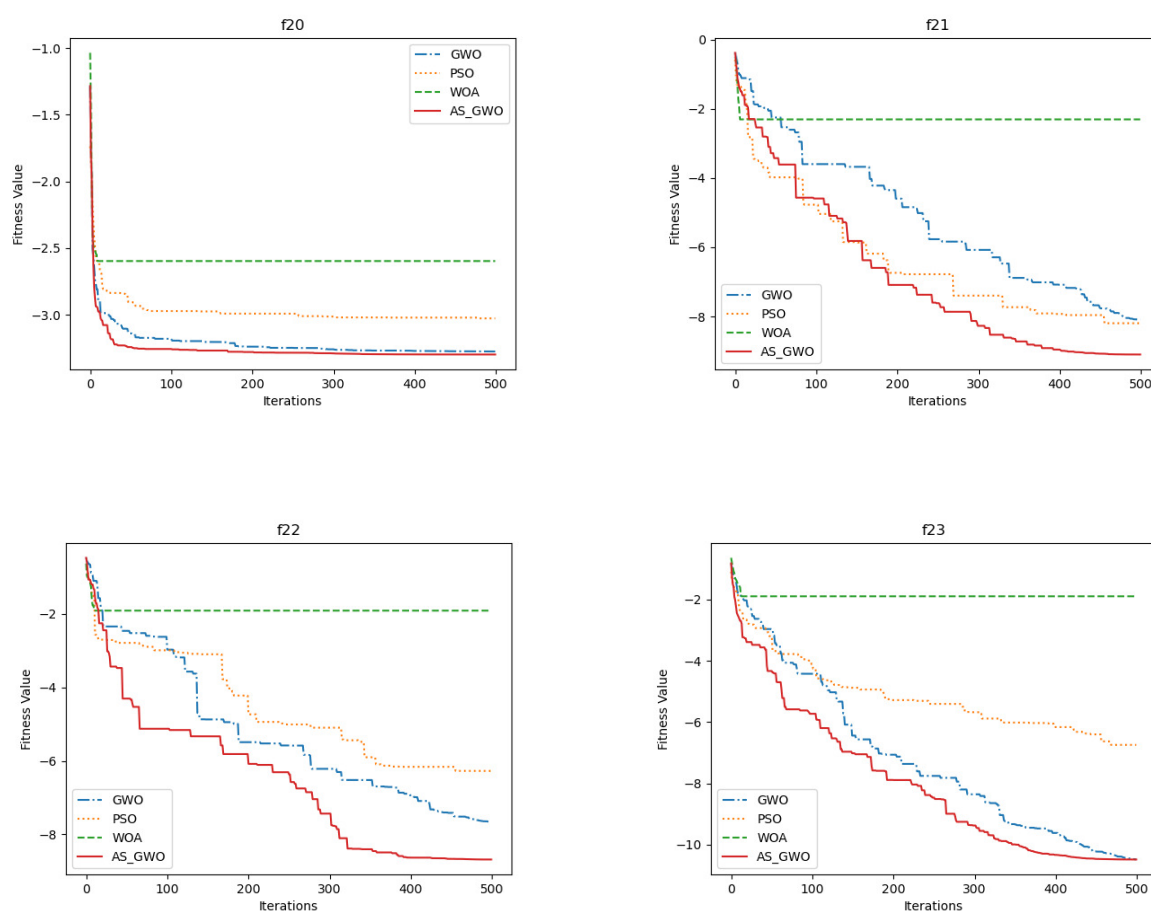 f20
−1.0
−1.5
−2.0
−2.5
−3.0
Fitness Value
GWO
PSO
WOA
AS_GWO
0
100
200
300
400
500
Iterations
f21
0
−2
−4
−6
−8
Fitness Value
GWO
PSO
WOA
AS_GWO
0
100
200
300
400
500
Iterations
f22
−2
−4
−6
−8
Fitness Value
GWO
PSO
WOA
AS_GWO
0
100
200
300
400
500
Iterations
f23
−2
−4
−6
−8
−10
Fitness Value
GWO
PSO
WOA
AS_GWO
0
100
200
300
400
500
Iterations